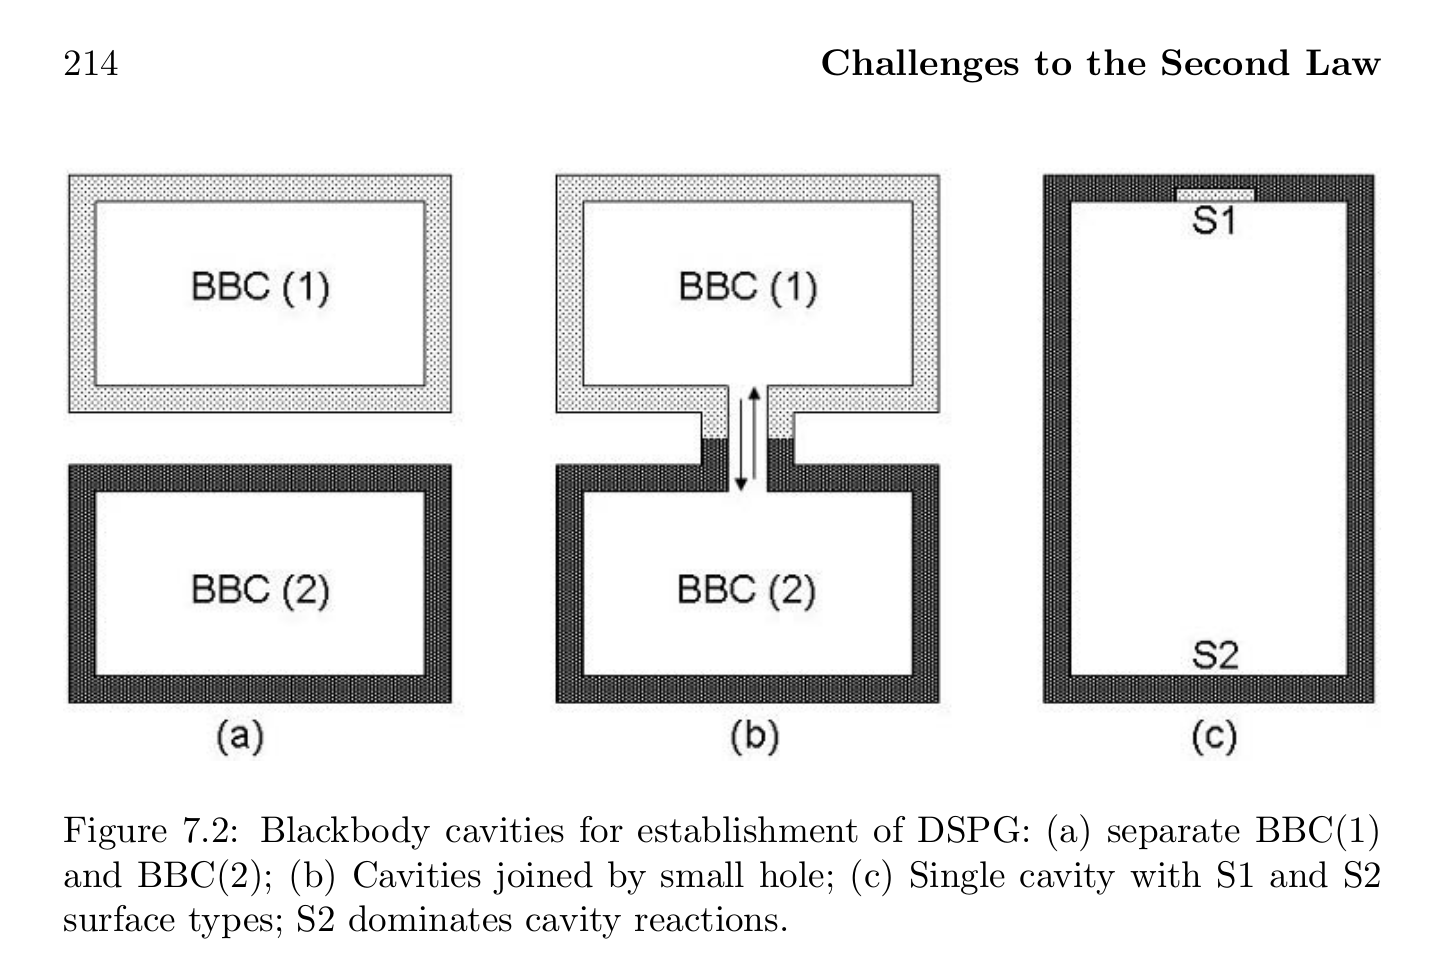 214 Challenges to the Second Law
BBC (1)
BBC (2)
(a)
BBC (1)
BBC (2)
(b)
S1
S2
(c)
Figure 7.2: Blackbody cavities for establishment of DSPG: (a) separate BBC(1)
and BBC(2); (b) Cavities joined by small hole; (c) Single cavity with S1 and S2
surface types; S2 dominates cavity reactions.